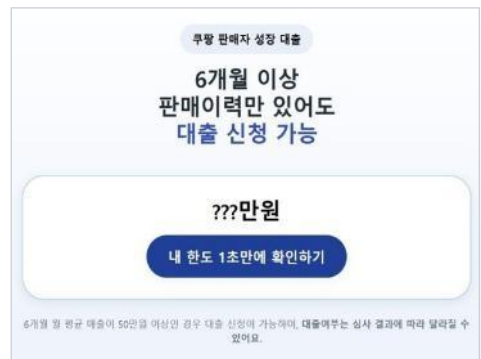 쿠팡 판매자 성장 대출
6개월 이상
판매이력만 있어도
대출 신청 가능
???만원
내 한도 1초만에 확인하기
6개월 월 평균 매출이 50만원 이상인 경우 대출 신청이 가능하며, 대출여부는 심사 결과에 따라 달라질 수
있어요.